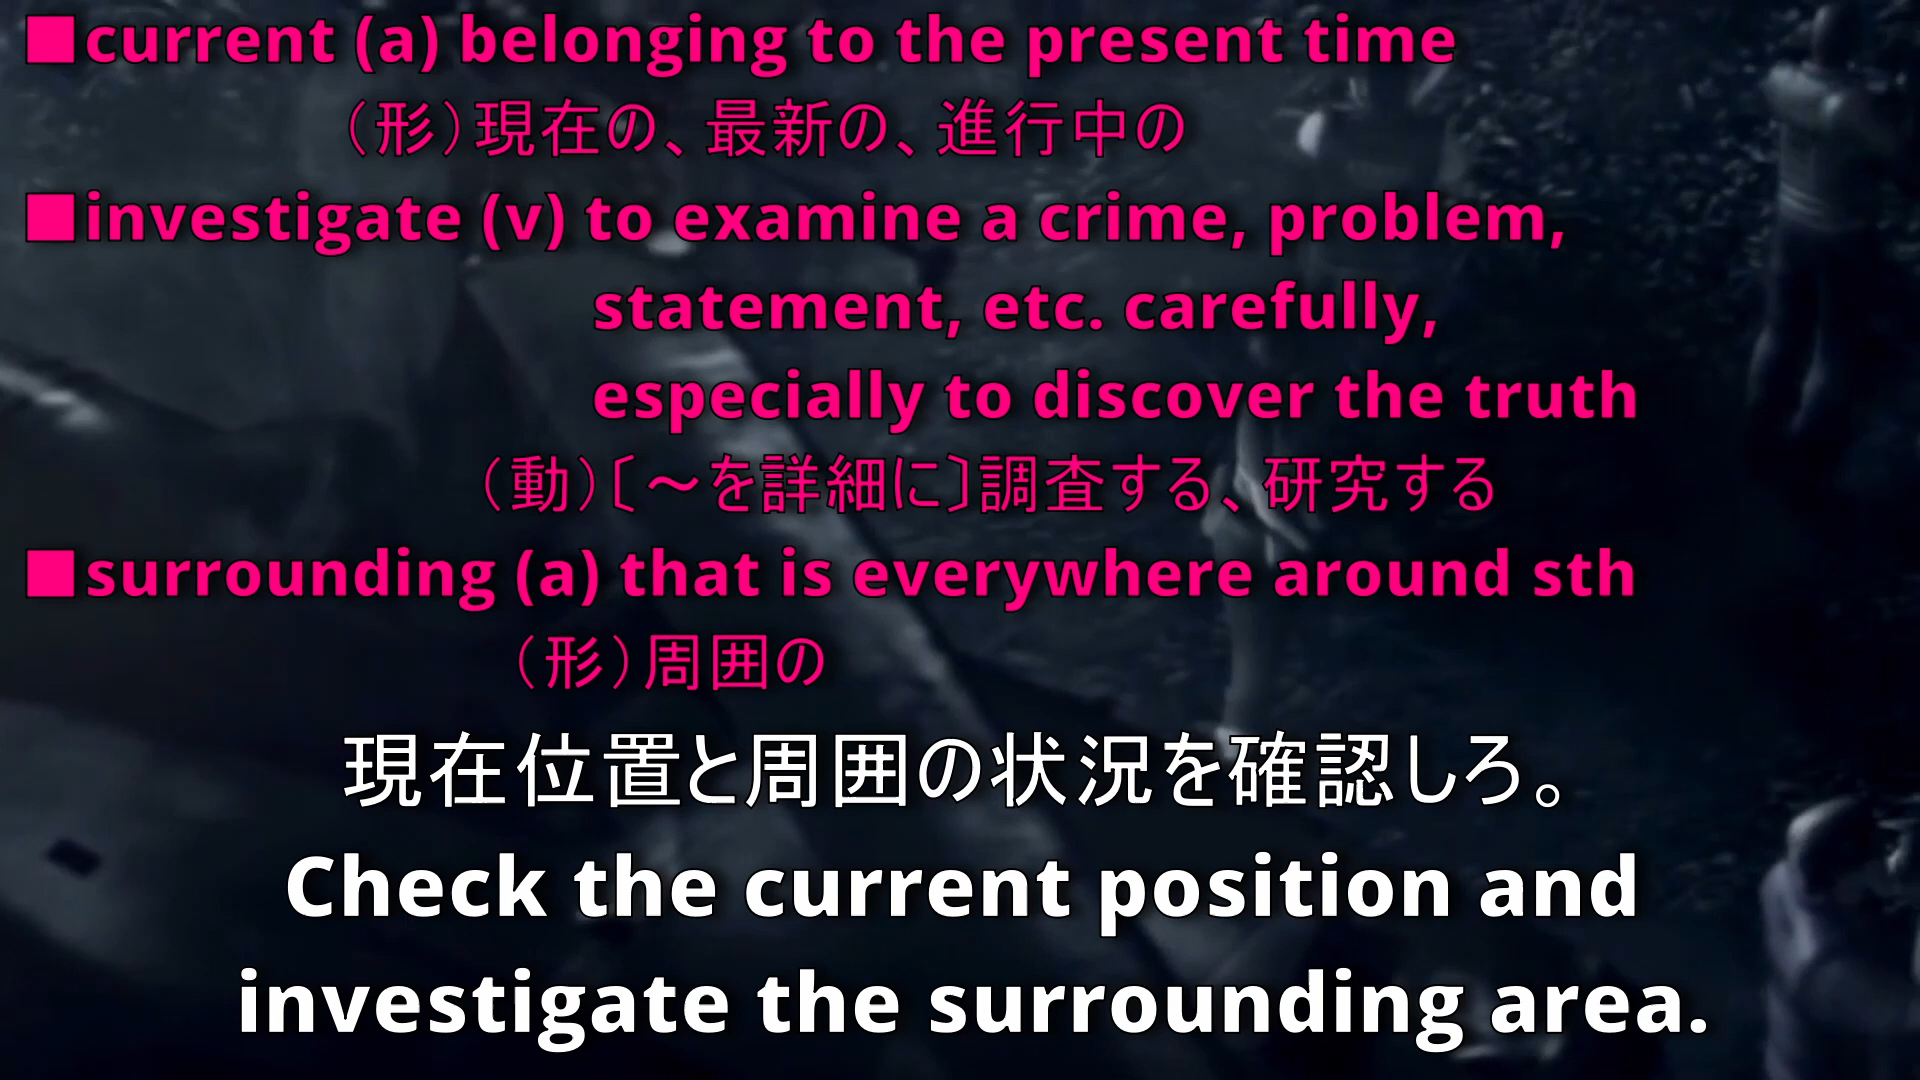 ■current (a) belonging to the present time
（形）現在の、最新の、進行中の
■investigate (v) to examine a crime, problem,
statement, etc. carefully,
especially to discover the truth
（動）〔～を詳細に〕調査する、研究する
■surrounding (a) that is everywhere around sth
（形）周囲の
現在位置と周囲の状況を確認しろ。
Check the current position and
investigate the surrounding area.